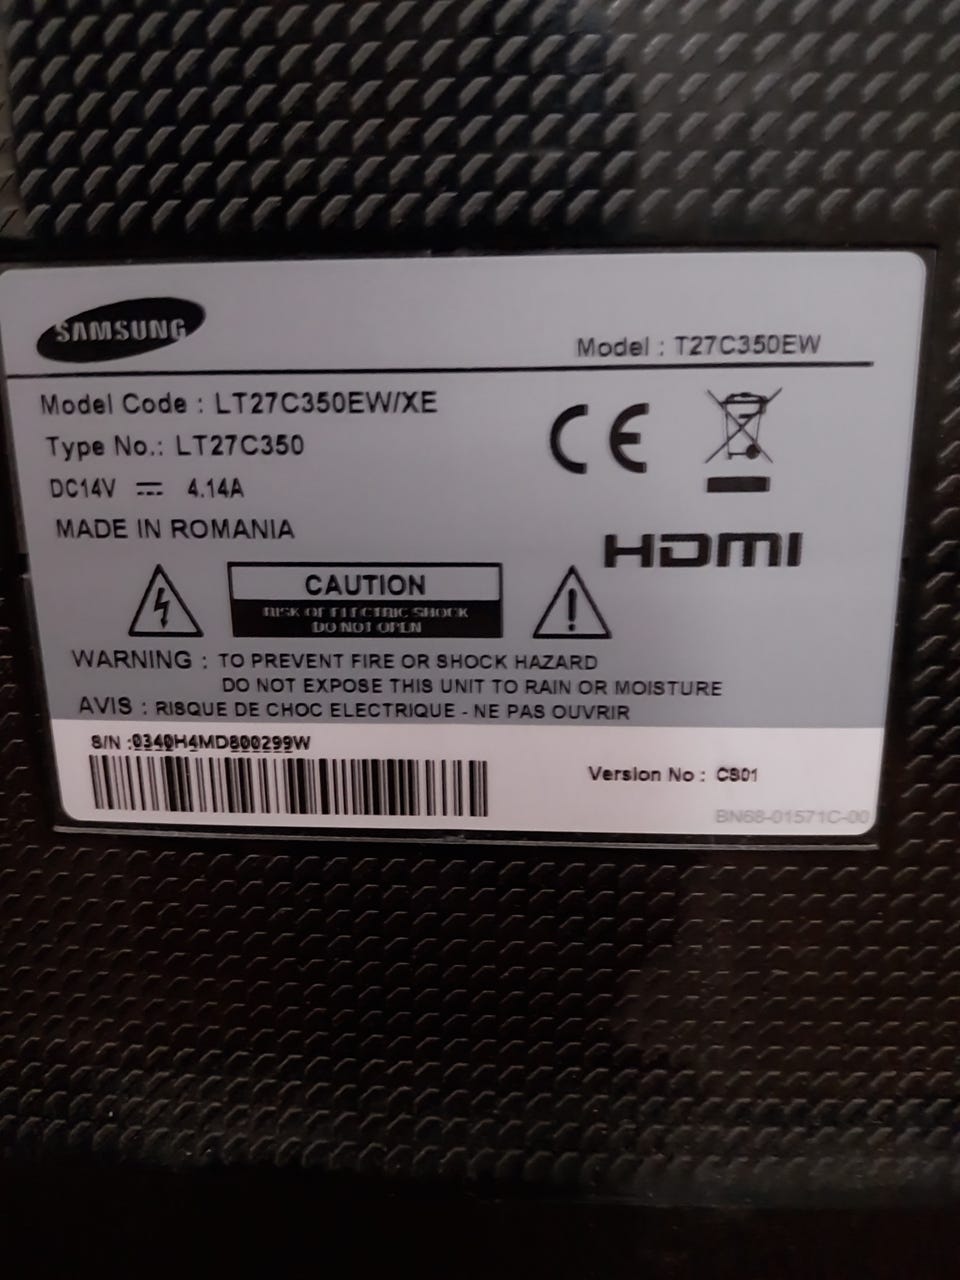 SAMSUNG
Model : T27C350EW
Model Code : LT27C350EW/XE
Type No.: LT27C350
DC14V ⎓ 4.14A
MADE IN ROMANIA
CE
HDMI
CAUTION
RISK OF ELECTRIC SHOCK
DO NOT OPEN
WARNING : TO PREVENT FIRE OR SHOCK HAZARD
DO NOT EXPOSE THIS UNIT TO RAIN OR MOISTURE
AVIS : RISQUE DE CHOC ELECTRIQUE - NE PAS OUVRIR
S/N :0340H4MD800299W
Version No : CS01
BN68-01571C-00